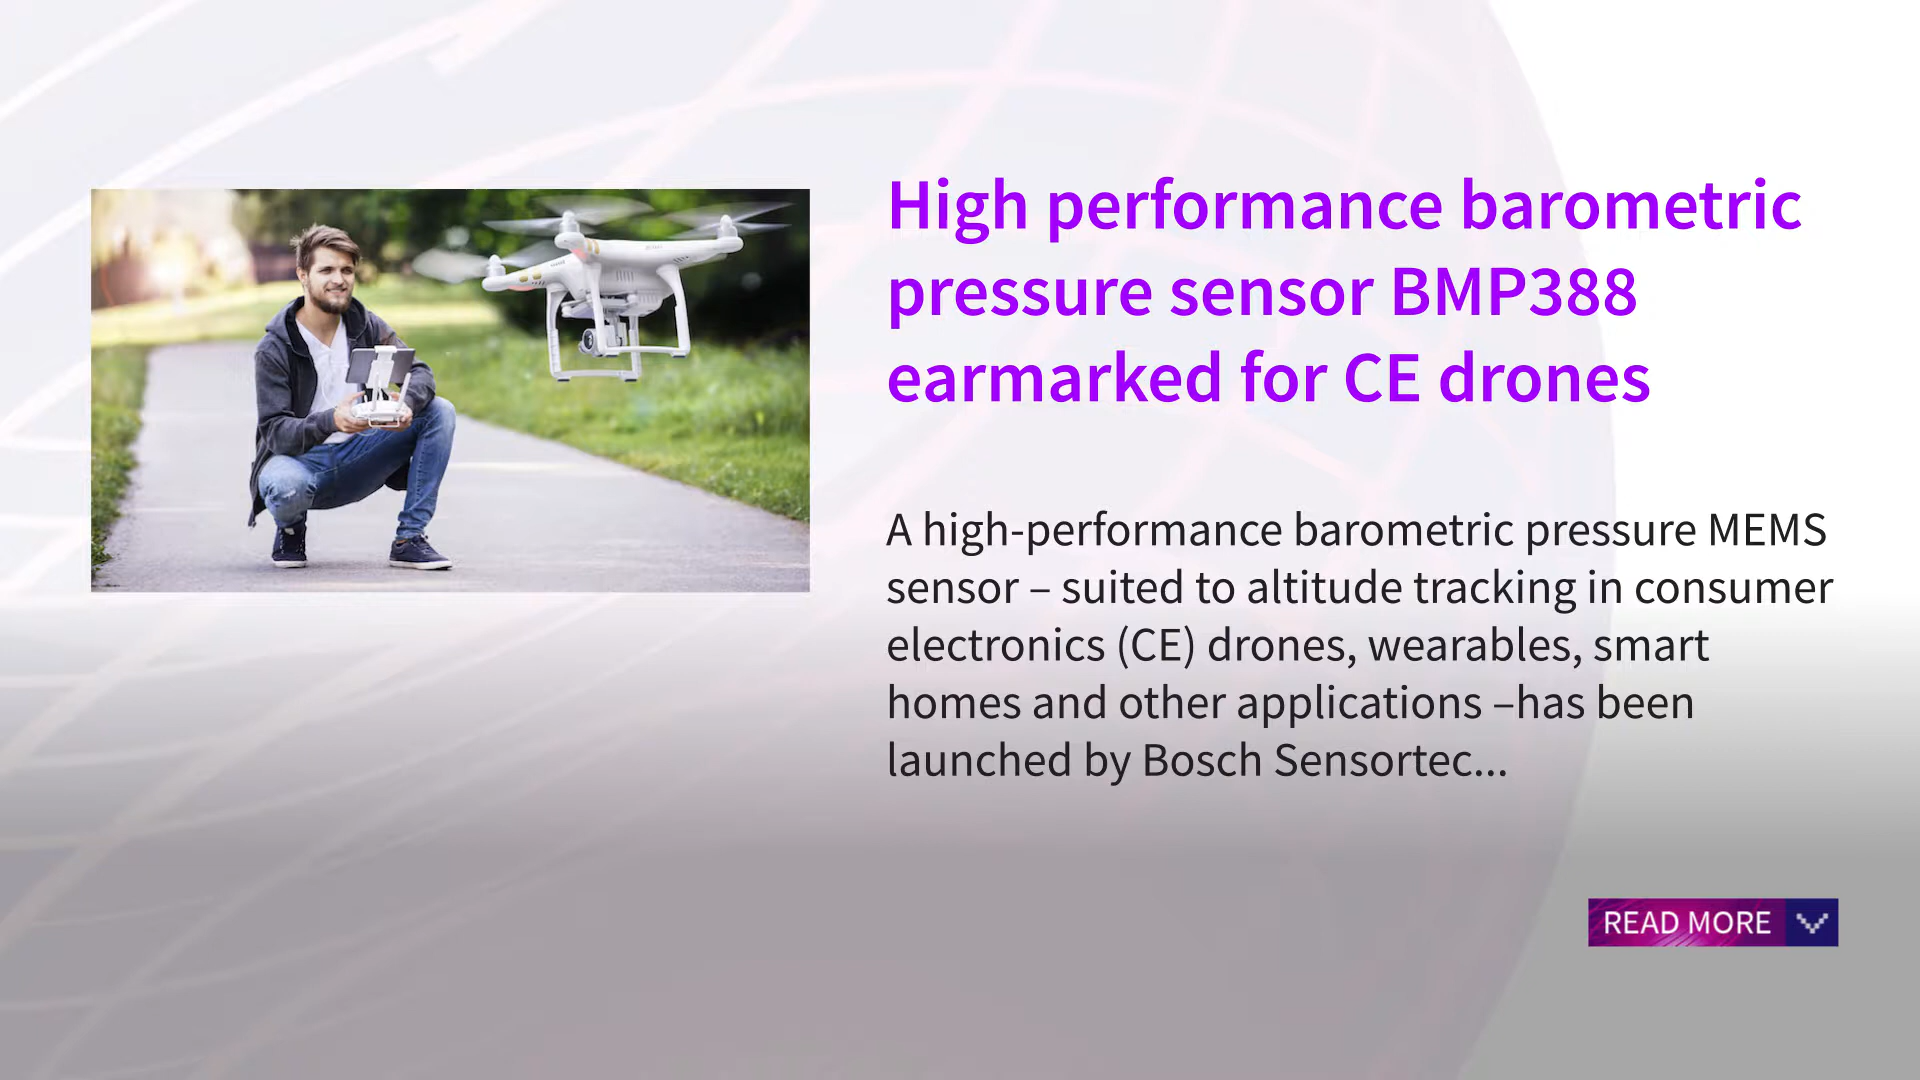 High performance barometric
pressure sensor BMP388
earmarked for CE drones
A high-performance barometric pressure MEMS
sensor – suited to altitude tracking in consumer
electronics (CE) drones, wearables, smart
homes and other applications –has been
launched by Bosch Sensortec...
READ MORE